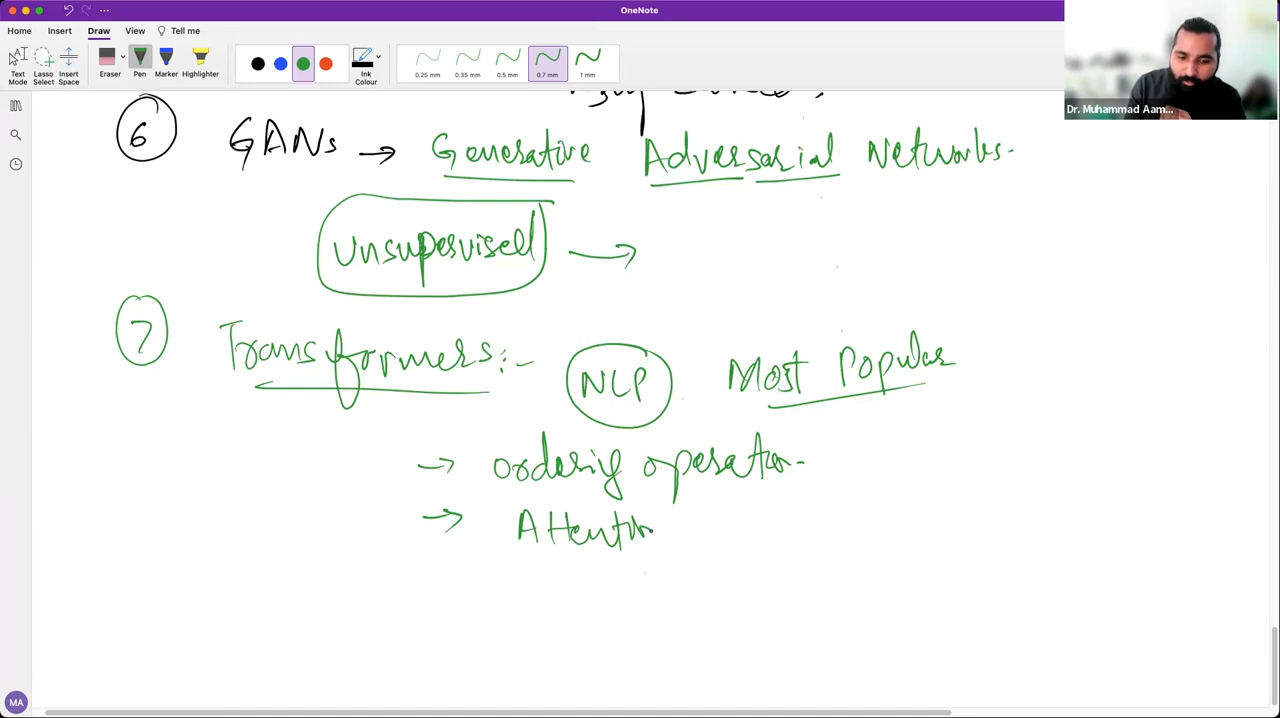 OneNote
Home Insert Draw View Tell me
Text Mode Lasso Select Insert Space Eraser Pen Marker Highlighter Ink Colour 0.25 mm 0.35 mm 0.5 mm 0.7 mm 1 mm
Dr. Muhammad Aam...
6 GANs → Generative Adversarial Networks.
Unsupervised →
7 Transformers:- NLP Most Popular
→ ordering operation.
→ Attention
MA